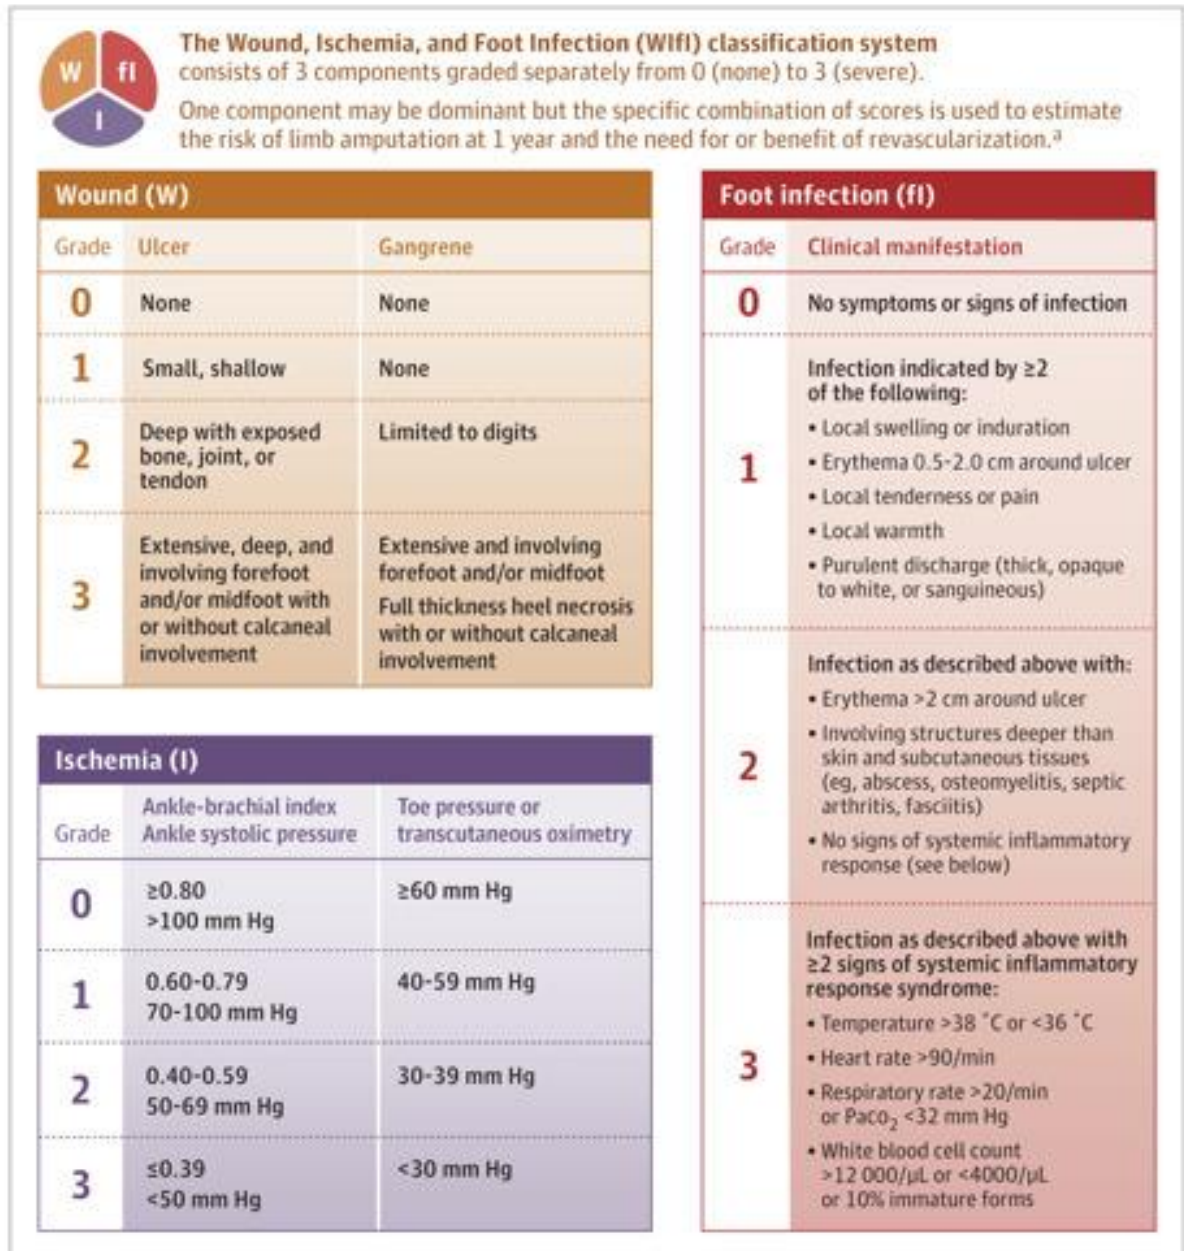 W
fI
I
The Wound, Ischemia, and Foot Infection (WIfI) classification system
consists of 3 components graded separately from 0 (none) to 3 (severe).
One component may be dominant but the specific combination of scores is used to estimate
the risk of limb amputation at 1 year and the need for or benefit of revascularization.ª
Wound (W)
Grade Ulcer Gangrene
0 None None
1 Small, shallow None
2 Deep with exposed
bone, joint, or
tendon
Limited to digits
3 Extensive, deep, and
involving forefoot
and/or midfoot with
or without calcaneal
involvement
Extensive and involving
forefoot and/or midfoot
Full thickness heel necrosis
with or without calcaneal
involvement
Ischemia (I)
Grade
Ankle-brachial index
Ankle systolic pressure
Toe pressure or
transcutaneous oximetry
0 ≥0.80
>100 mm Hg
≥60 mm Hg
1 0.60-0.79
70-100 mm Hg
40-59 mm Hg
2 0.40-0.59
50-69 mm Hg
30-39 mm Hg
3 ≤0.39
<50 mm Hg
<30 mm Hg
Foot infection (fI)
Grade Clinical manifestation
0 No symptoms or signs of infection
1 Infection indicated by ≥2
of the following:
• Local swelling or induration
• Erythema 0.5-2.0 cm around ulcer
• Local tenderness or pain
• Local warmth
• Purulent discharge (thick, opaque
to white, or sanguineous)
2 Infection as described above with:
• Erythema >2 cm around ulcer
• Involving structures deeper than
skin and subcutaneous tissues
(eg, abscess, osteomyelitis, septic
arthritis, fasciitis)
• No signs of systemic inflammatory
response (see below)
3 Infection as described above with
≥2 signs of systemic inflammatory
response syndrome:
• Temperature >38 ˚C or <36 ˚C
• Heart rate >90/min
• Respiratory rate >20/min
or Paco₂ <32 mm Hg
• White blood cell count
>12 000/μL or <4000/μL
or 10% immature forms